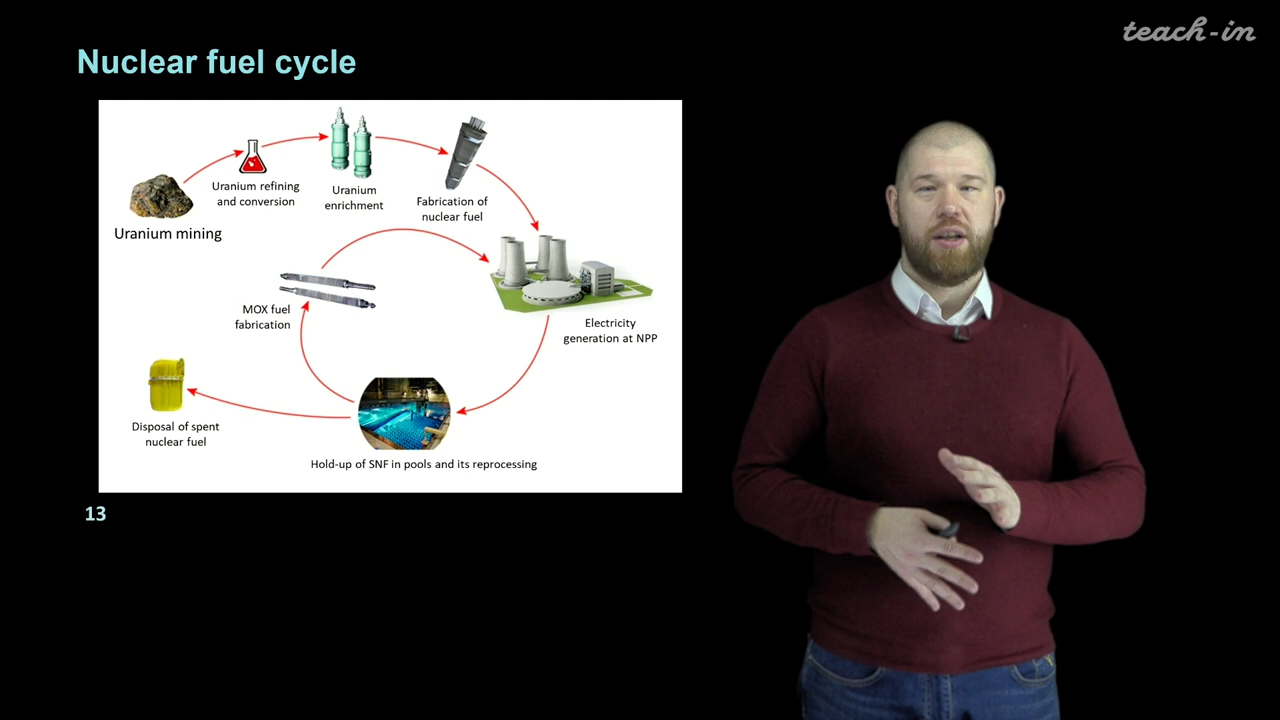 teach-in
Nuclear fuel cycle
Uranium refining
and conversion
Uranium
enrichment
Fabrication of
nuclear fuel
Uranium mining
MOX fuel
fabrication
Electricity
generation at NPP
Disposal of spent
nuclear fuel
Hold-up of SNF in pools and its reprocessing
13